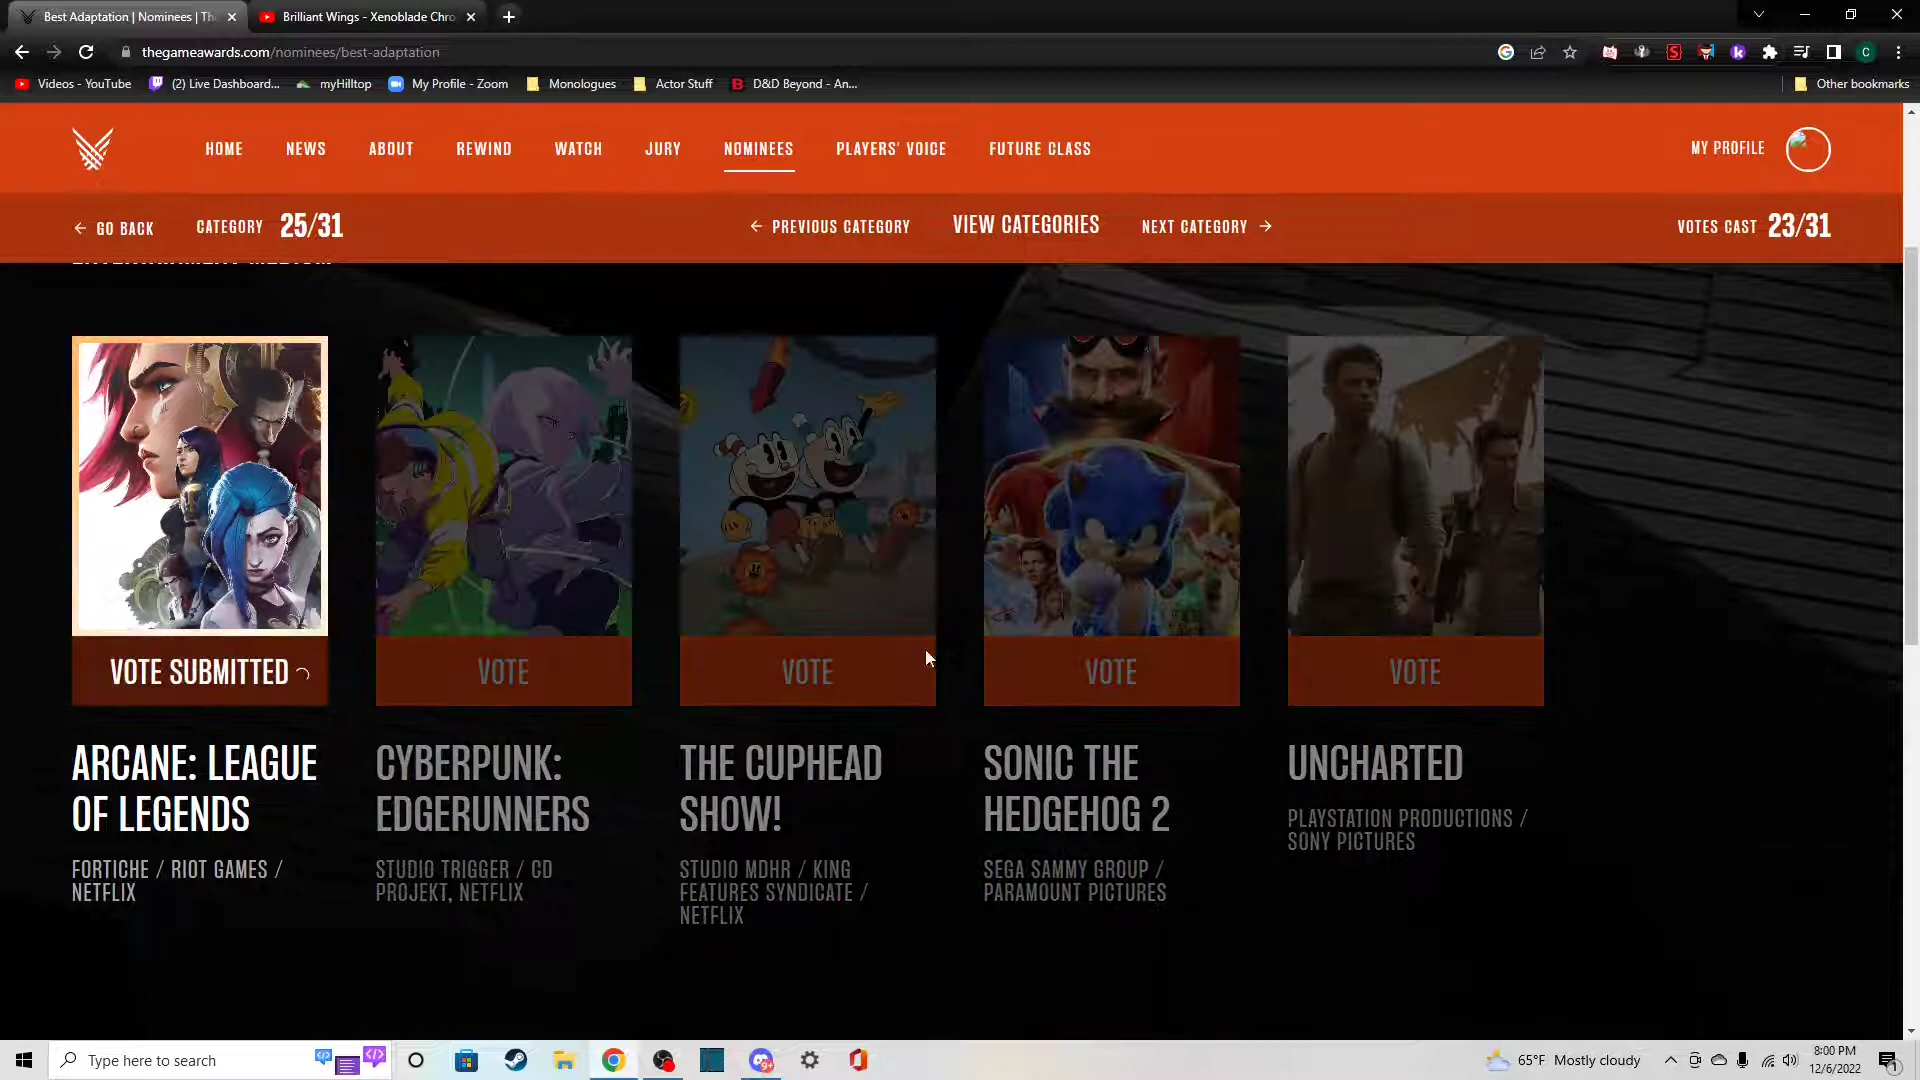 Best Adaptation | Nominees | Th
Brilliant Wings - Xenoblade Chro
thegameawards.com/nominees/best-adaptation
Videos - YouTube
(2) Live Dashboard...
myHilltop
My Profile - Zoom
Monologues
Actor Stuff
D&D Beyond - An...
Other bookmarks
HOME
NEWS
ABOUT
REWIND
WATCH
JURY
NOMINEES
PLAYERS' VOICE
FUTURE CLASS
MY PROFILE
← GO BACK
CATEGORY 25/31
← PREVIOUS CATEGORY
VIEW CATEGORIES
NEXT CATEGORY →
VOTES CAST 23/31
VOTE SUBMITTED
VOTE
VOTE
VOTE
VOTE
ARCANE: LEAGUE
OF LEGENDS
FORTICHE / RIOT GAMES /
NETFLIX
CYBERPUNK:
EDGERUNNERS
STUDIO TRIGGER / CD
PROJEKT, NETFLIX
THE CUPHEAD
SHOW!
STUDIO MDHR / KING
FEATURES SYNDICATE /
NETFLIX
SONIC THE
HEDGEHOG 2
SEGA SAMMY GROUP /
PARAMOUNT PICTURES
UNCHARTED
PLAYSTATION PRODUCTIONS /
SONY PICTURES
Type here to search
65°F Mostly cloudy
8:00 PM
12/6/2022